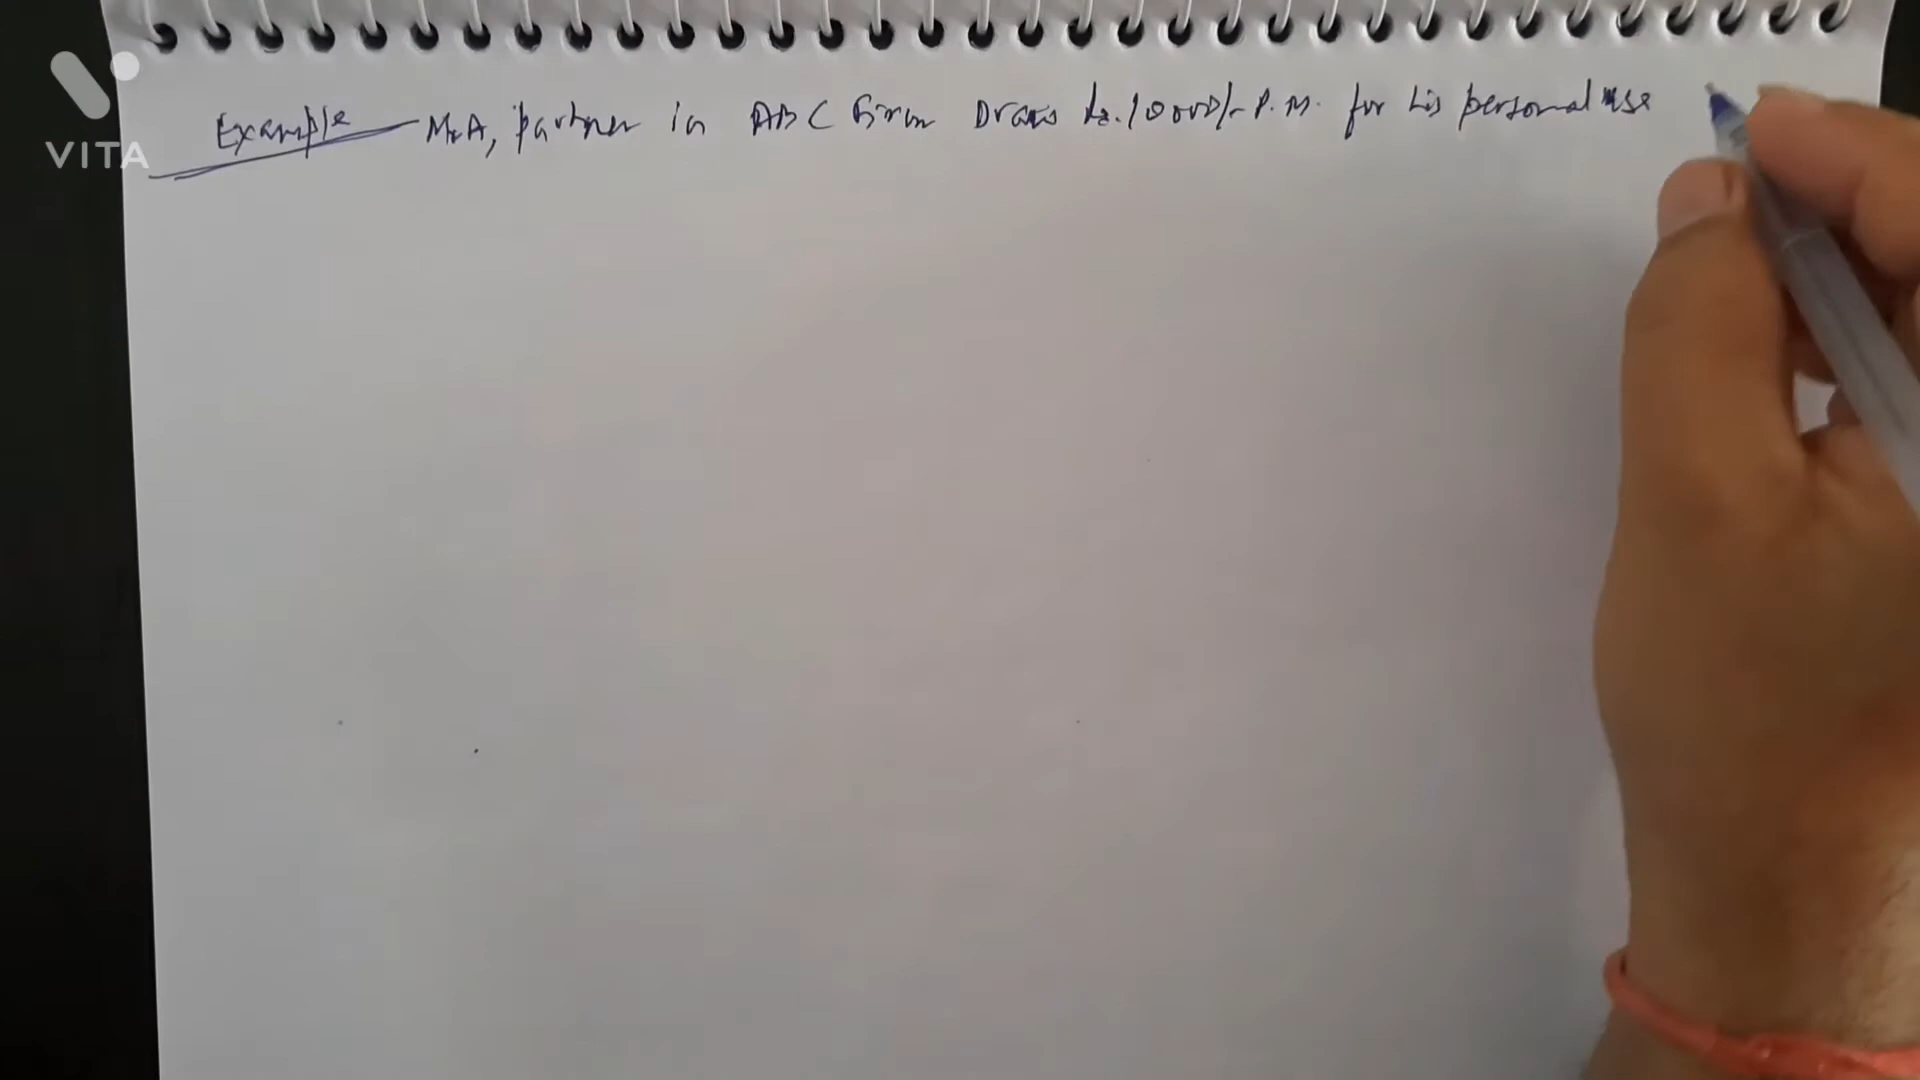 VITA
Example - Mr A, partner in ABC Firm Draws Rs. 10000/- P.M. for his personal use